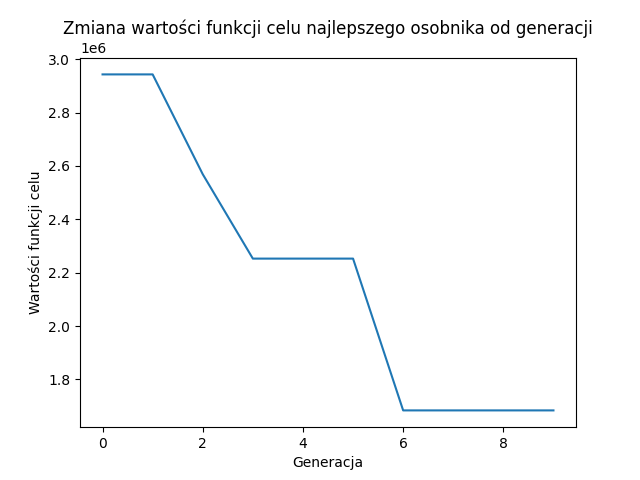 Zmiana wartości funkcji celu najlepszego osobnika od generacji
1e6
3.0
2.8
2.6
2.4
2.2
2.0
1.8
Wartości funkcji celu
0 2 4 6 8
Generacja